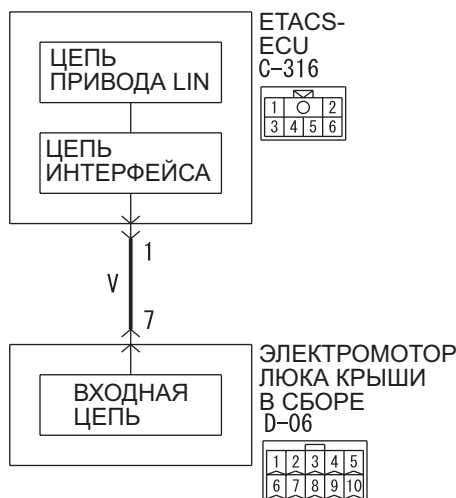 ETACS-
ECU
C-316
ЦЕПЬ
ПРИВОДА LIN
1 2
3 4 5 6
ЦЕПЬ
ИНТЕРФЕЙСА
1
V
7
ЭЛЕКТРОМОТОР
ЛЮКА КРЫШИ
В СБОРЕ
D-06
ВХОДНАЯ
ЦЕПЬ
1 2 3 4 5
6 7 8 9 10